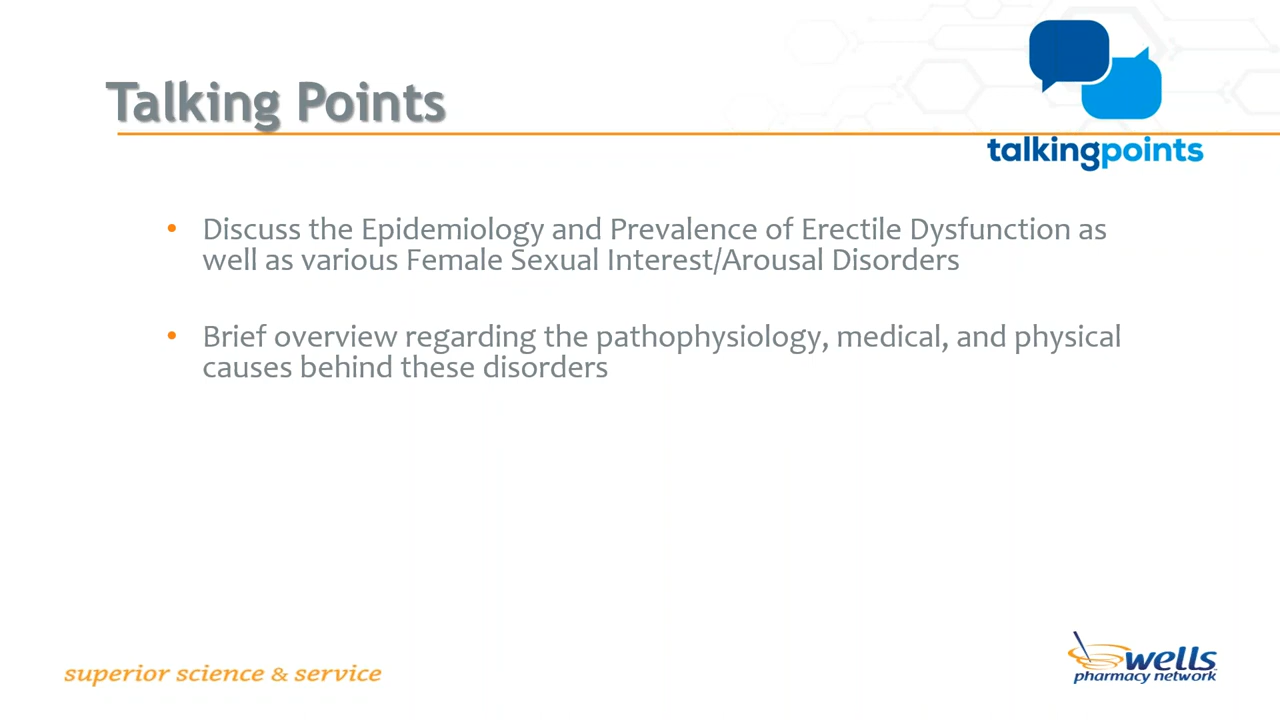 Talking Points
talkingpoints
• Discuss the Epidemiology and Prevalence of Erectile Dysfunction as
well as various Female Sexual Interest/Arousal Disorders
• Brief overview regarding the pathophysiology, medical, and physical
causes behind these disorders
superior science & service
wells
pharmacy network